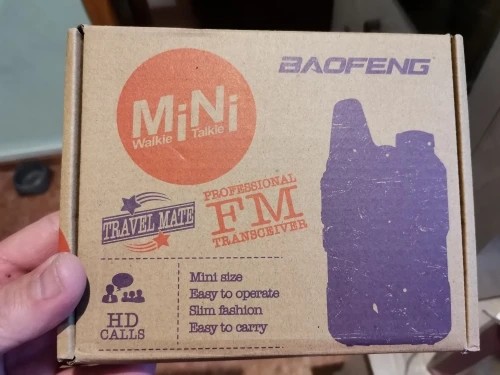 BAOFENG
MiNi
Walkie Talkie
TRAVEL MATE
PROFESSIONAL
FM
TRANSCEIVER
HD
CALLS
Mini size
Easy to operate
Slim fashion
Easy to carry